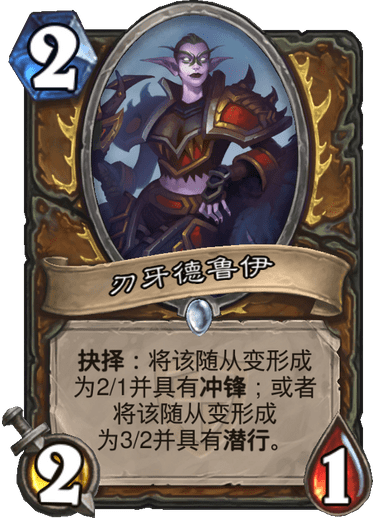 2
刃牙德鲁伊
抉择：将该随从变形成
为2/1并具有冲锋；或者
将该随从变形成
为3/2并具有潜行。
2
1